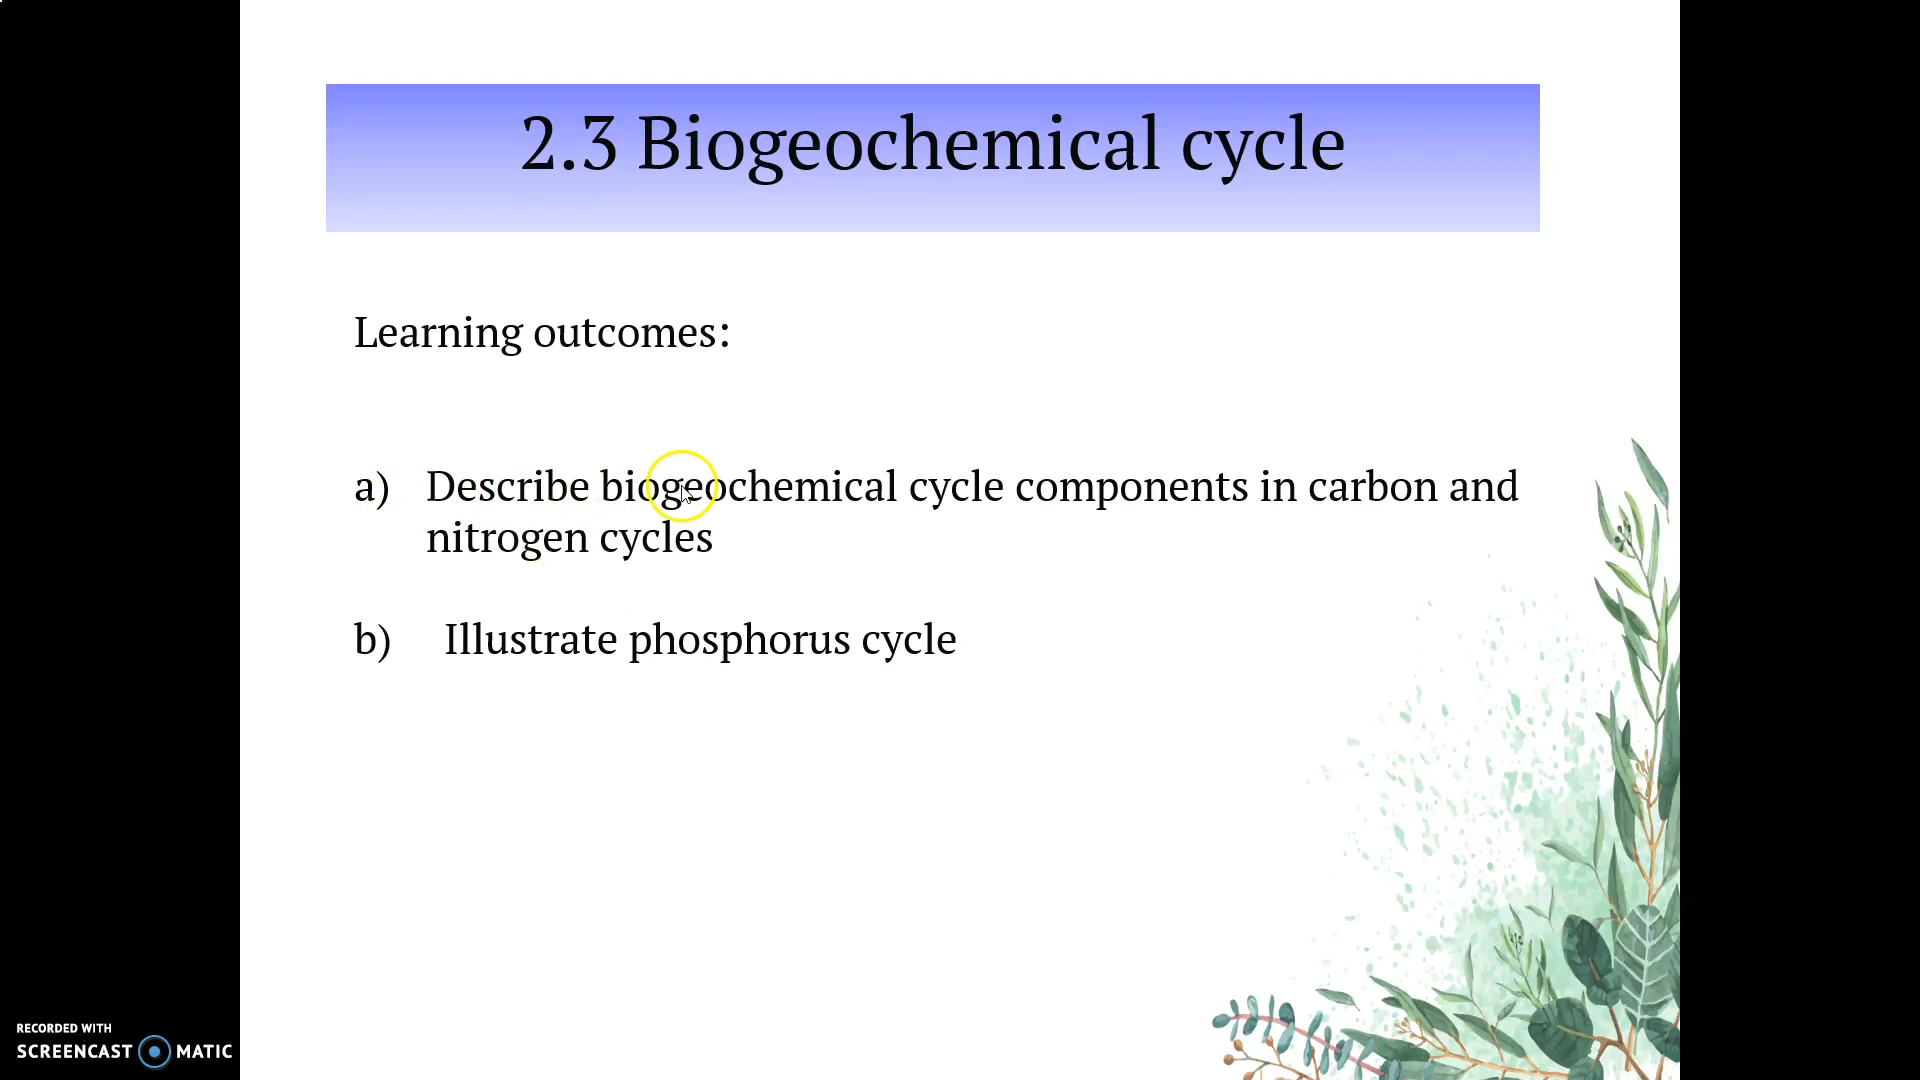 2.3 Biogeochemical cycle
Learning outcomes:
a) Describe biogeochemical cycle components in carbon and
nitrogen cycles
b) Illustrate phosphorus cycle
RECORDED WITH
SCREENCAST MATIC